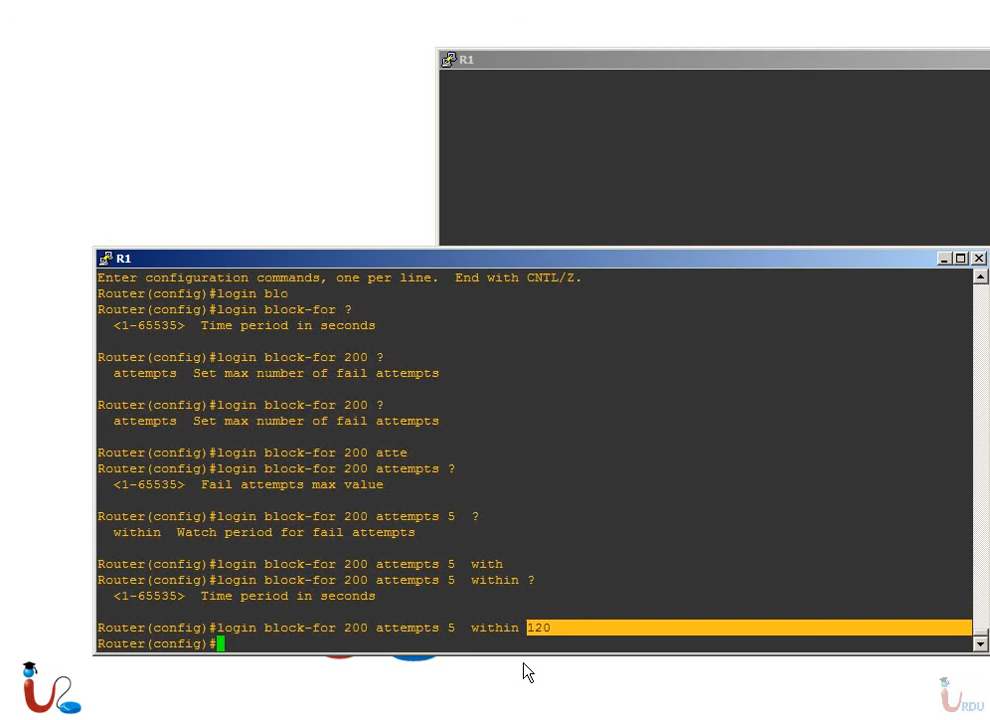 R1
R1
Enter configuration commands, one per line.  End with CNTL/Z.
Router(config)#login blo
Router(config)#login block-for ?
  <1-65535>  Time period in seconds
Router(config)#login block-for 200 ?
  attempts  Set max number of fail attempts
Router(config)#login block-for 200 ?
  attempts  Set max number of fail attempts
Router(config)#login block-for 200 atte
Router(config)#login block-for 200 attempts ?
  <1-65535>  Fail attempts max value
Router(config)#login block-for 200 attempts 5  ?
  within  Watch period for fail attempts
Router(config)#login block-for 200 attempts 5  with
Router(config)#login block-for 200 attempts 5  within ?
  <1-65535>  Time period in seconds
Router(config)#login block-for 200 attempts 5  within 120
Router(config)#
URDU